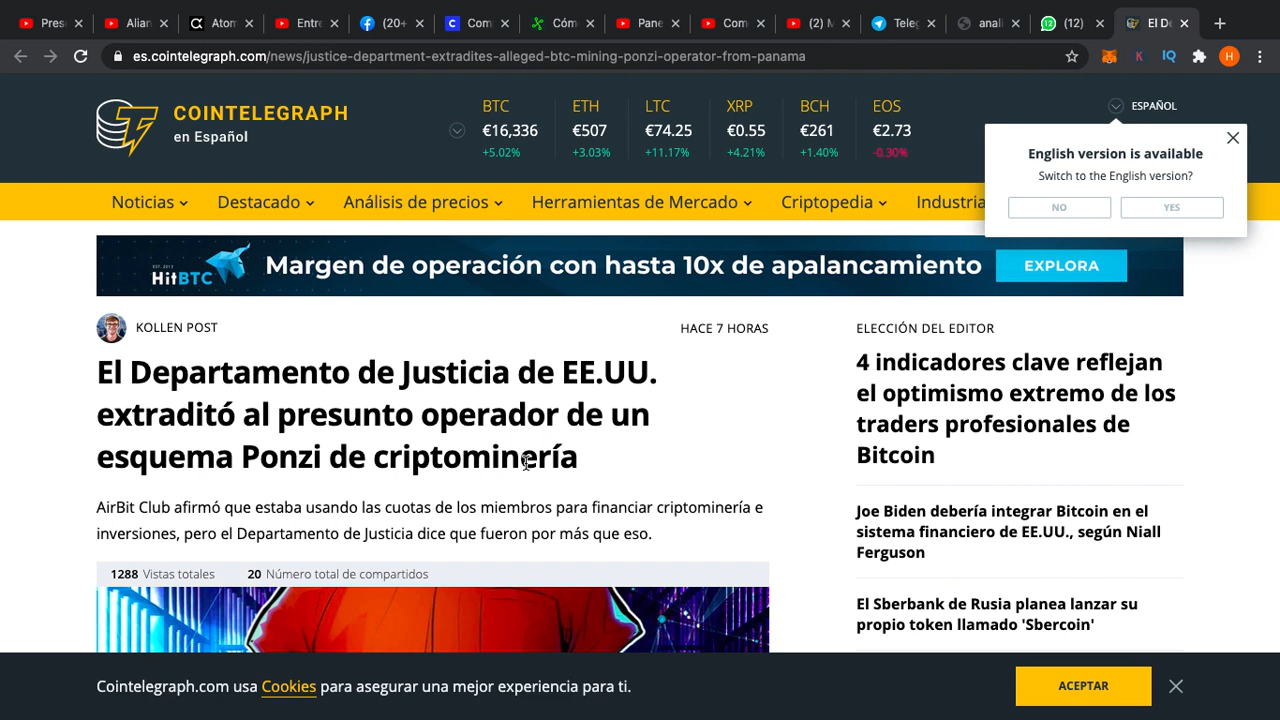 Pres
Alian
Atom
Entre
(20+
Com
Cóm
Pane
Com
(2) M
Teleg
anali
(12)
El De
es.cointelegraph.com/news/justice-department-extradites-alleged-btc-mining-ponzi-operator-from-panama
K
IQ
H
COINTELEGRAPH
en Español
BTC
€16,336
+5.02%
ETH
€507
+3.03%
LTC
€74.25
+11.17%
XRP
€0.55
+4.21%
BCH
€261
+1.40%
EOS
€2.73
-0.30%
ESPAÑOL
English version is available
Switch to the English version?
NO
YES
Noticias
Destacado
Análisis de precios
Herramientas de Mercado
Criptopedia
Industria
EST. 2013
HitBTC
Margen de operación con hasta 10x de apalancamiento
EXPLORA
KOLLEN POST
HACE 7 HORAS
El Departamento de Justicia de EE.UU.
extraditó al presunto operador de un
esquema Ponzi de criptominería
AirBit Club afirmó que estaba usando las cuotas de los miembros para financiar criptominería e
inversiones, pero el Departamento de Justicia dice que fueron por más que eso.
1288 Vistas totales
20 Número total de compartidos
ELECCIÓN DEL EDITOR
4 indicadores clave reflejan
el optimismo extremo de los
traders profesionales de
Bitcoin
Joe Biden debería integrar Bitcoin en el
sistema financiero de EE.UU., según Niall
Ferguson
El Sberbank de Rusia planea lanzar su
propio token llamado 'Sbercoin'
Cointelegraph.com usa Cookies para asegurar una mejor experiencia para ti.
ACEPTAR